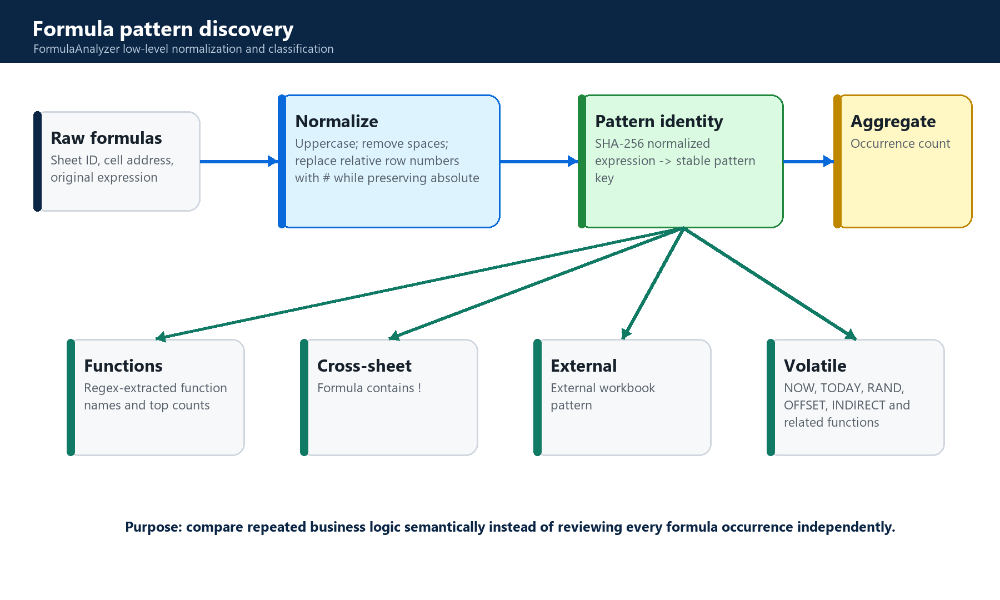 Formula pattern discovery
FormulaAnalyzer low-level normalization and classification
Raw formulas
Sheet ID, cell address,
original expression
Normalize
Uppercase; remove spaces;
replace relative row numbers
with # while preserving absolute
Pattern identity
SHA-256 normalized
expression -> stable pattern
key
Aggregate
Occurrence count
Functions
Regex-extracted function
names and top counts
Cross-sheet
Formula contains !
External
External workbook
pattern
Volatile
NOW, TODAY, RAND,
OFFSET, INDIRECT and
related functions
Purpose: compare repeated business logic semantically instead of reviewing every formula occurrence independently.